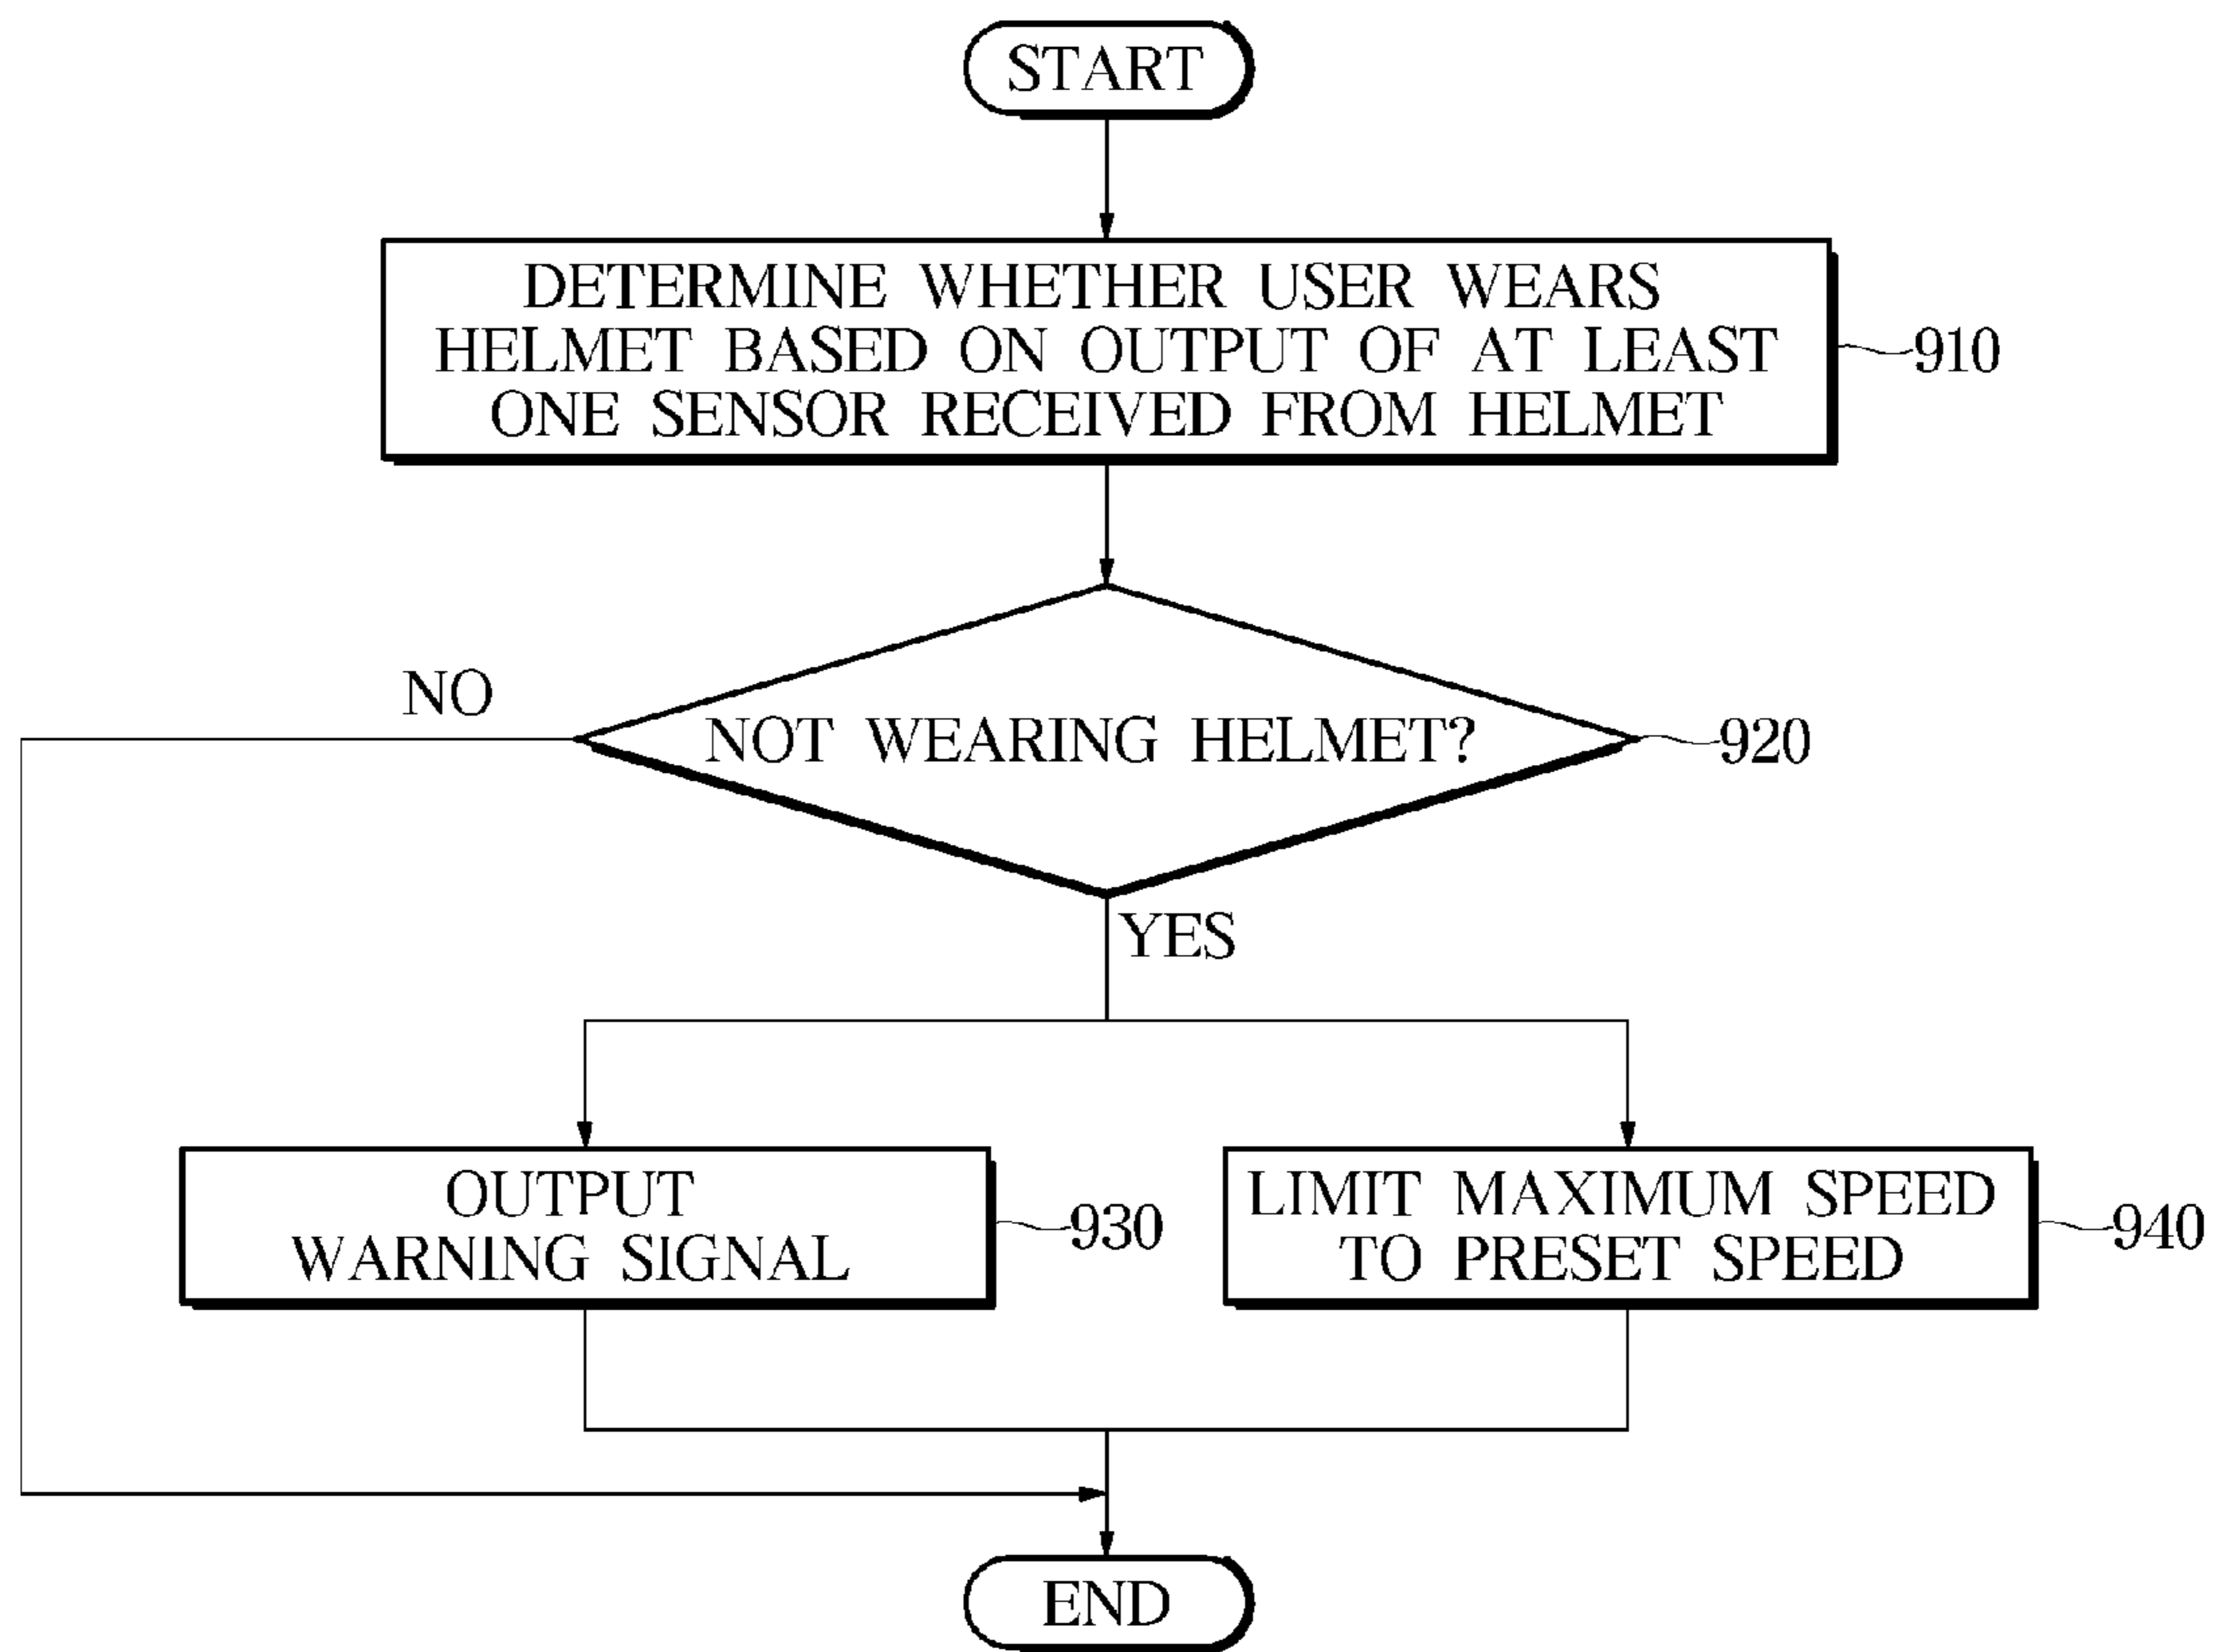 START
DETERMINE WHETHER USER WEARS
HELMET BASED ON OUTPUT OF AT LEAST
ONE SENSOR RECEIVED FROM HELMET
910
NO
NOT WEARING HELMET?
920
YES
OUTPUT
WARNING SIGNAL
930
LIMIT MAXIMUM SPEED
TO PRESET SPEED
940
END